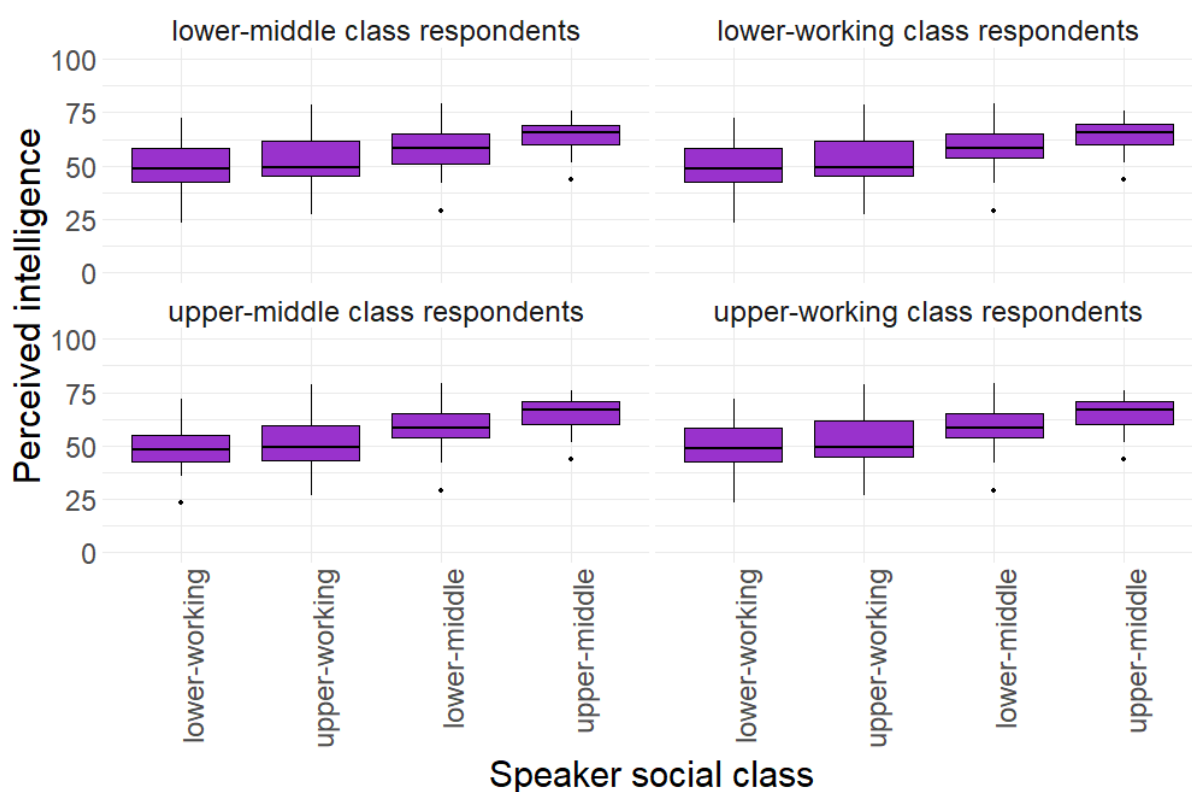 lower-middle class respondents
lower-working class respondents
100
75
50
25
0
upper-middle class respondents
upper-working class respondents
100
75
50
25
0
Perceived intelligence
lower-working
upper-working
lower-middle
upper-middle
lower-working
upper-working
lower-middle
upper-middle
Speaker social class